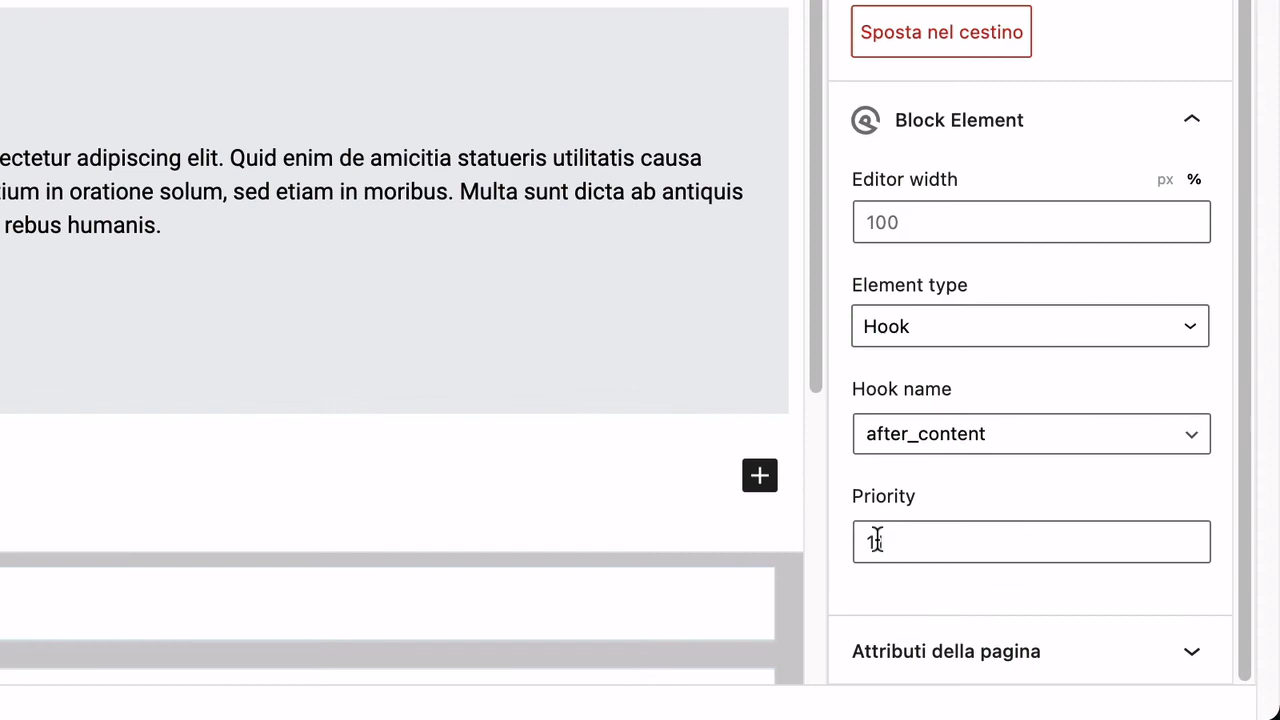 ectetur adipiscing elit. Quid enim de amicitia statueris utilitatis causa
tium in oratione solum, sed etiam in moribus. Multa sunt dicta ab antiquis
rebus humanis.
Sposta nel cestino
Block Element
Editor width px %
100
Element type
Hook
Hook name
after_content
Priority
Attributi della pagina